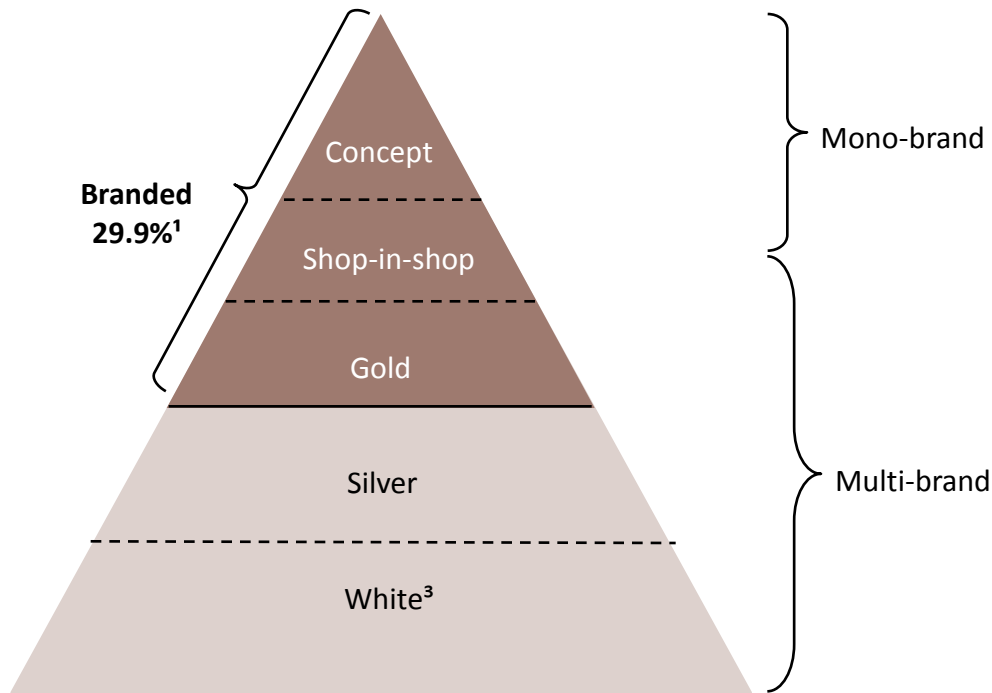 Concept
Mono-brand
Branded
29.9%¹
Shop-in-shop
Gold
Silver
Multi-brand
White³